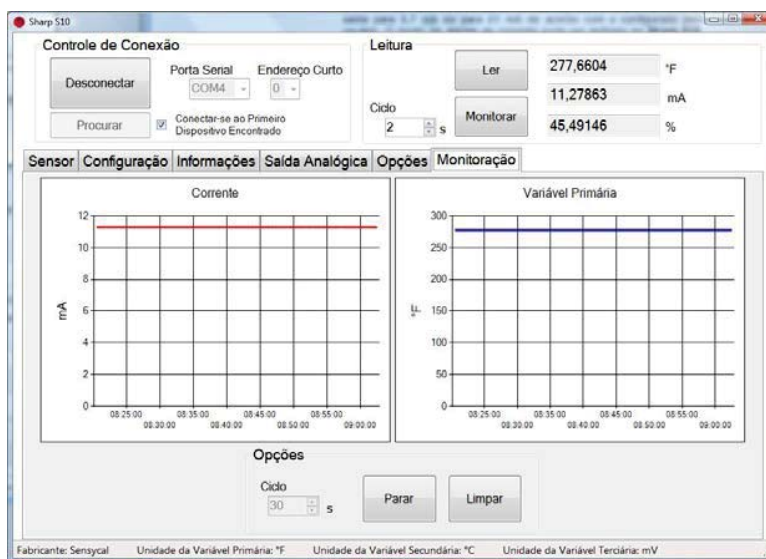 Sharp S10
Controle de Conexão
Desconectar
Porta Serial
COM4
Endereço Curto
0
Procurar
Conectar-se ao Primeiro
Dispositivo Encontrado
Leitura
Ler
277,6604 °F
11,27863 mA
Ciclo
2 s
Monitorar
45,49146 %
Sensor Configuração Informações Saída Analógica Opções Monitoração
Corrente
12
10
8
6
4
2
0
mA
08:25:00 08:35:00 08:45:00 08:55:00
08:30:00 08:40:00 08:50:00 09:00:00
Variável Primária
300
250
200
150
100
50
0
°F
08:25:00 08:35:00 08:45:00 08:55:00
08:30:00 08:40:00 08:50:00 09:00:00
Opções
Ciclo
30 s
Parar
Limpar
Fabricante: Sensycal Unidade da Variável Primária: °F Unidade da Variável Secundária: °C Unidade da Variável Terciária: mV